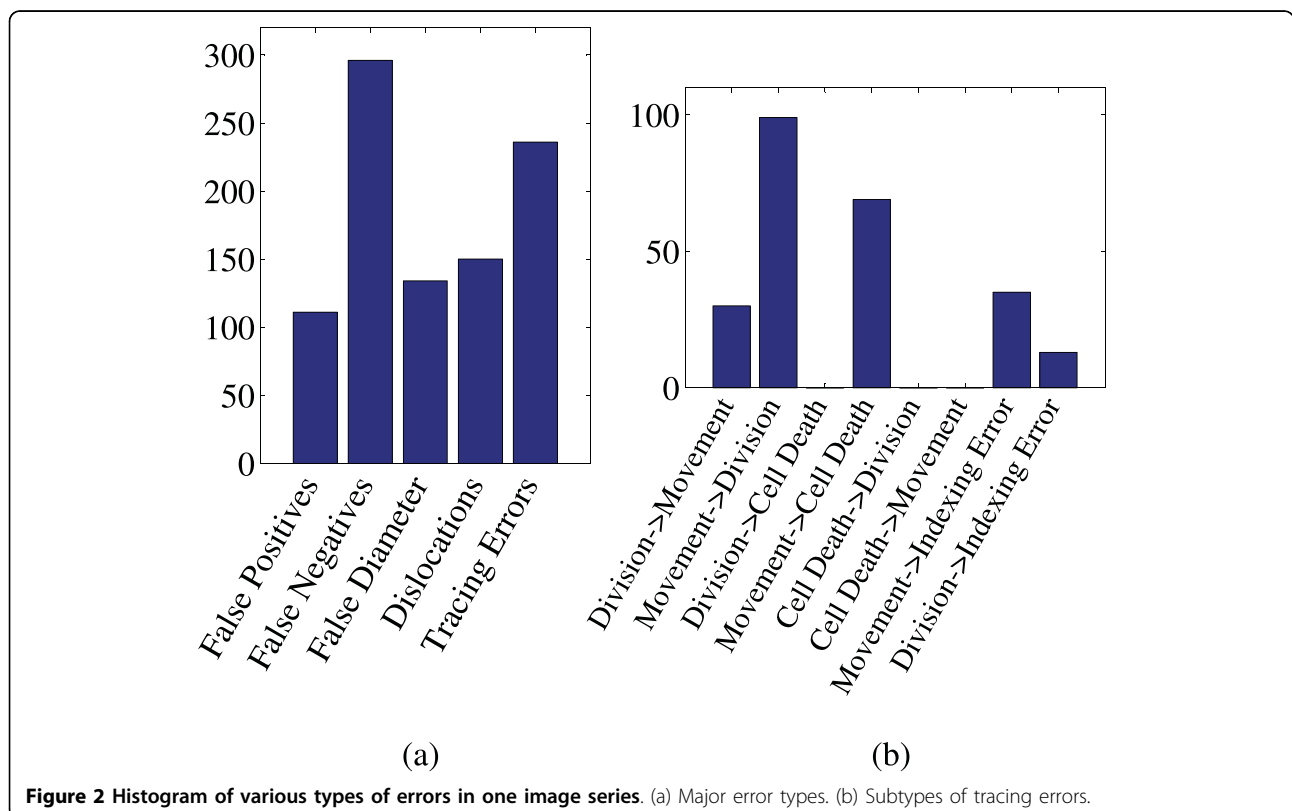 300
250
200
150
100
50
0
False Positives
False Negatives
False Diameter
Dislocations
Tracing Errors
(a)
100
50
0
Division->Movement
Movement->Division
Division->Cell Death
Movement->Cell Death
Cell Death->Division
Cell Death->Movement
Movement->Indexing Error
Division->Indexing Error
(b)
Figure 2 Histogram of various types of errors in one image series. (a) Major error types. (b) Subtypes of tracing errors.